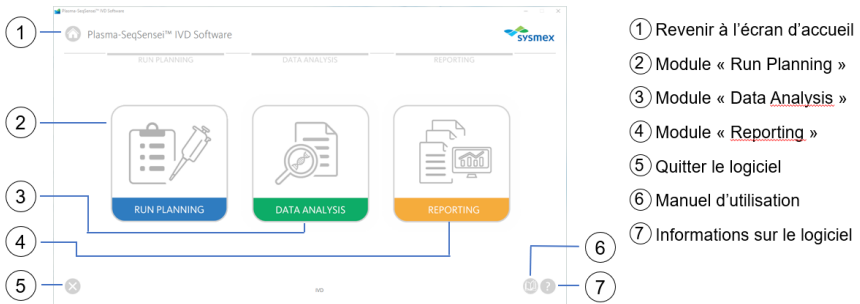 Plasma-SeqSensei™ IVD Software
1
Plasma-SeqSensei™ IVD Software
sysmex
RUN PLANNING
DATA ANALYSIS
REPORTING
2
RUN PLANNING
DATA ANALYSIS
REPORTING
3
4
5
IVD
6
7
?
1 Revenir à l’écran d’accueil
2 Module « Run Planning »
3 Module « Data Analysis »
4 Module « Reporting »
5 Quitter le logiciel
6 Manuel d’utilisation
7 Informations sur le logiciel